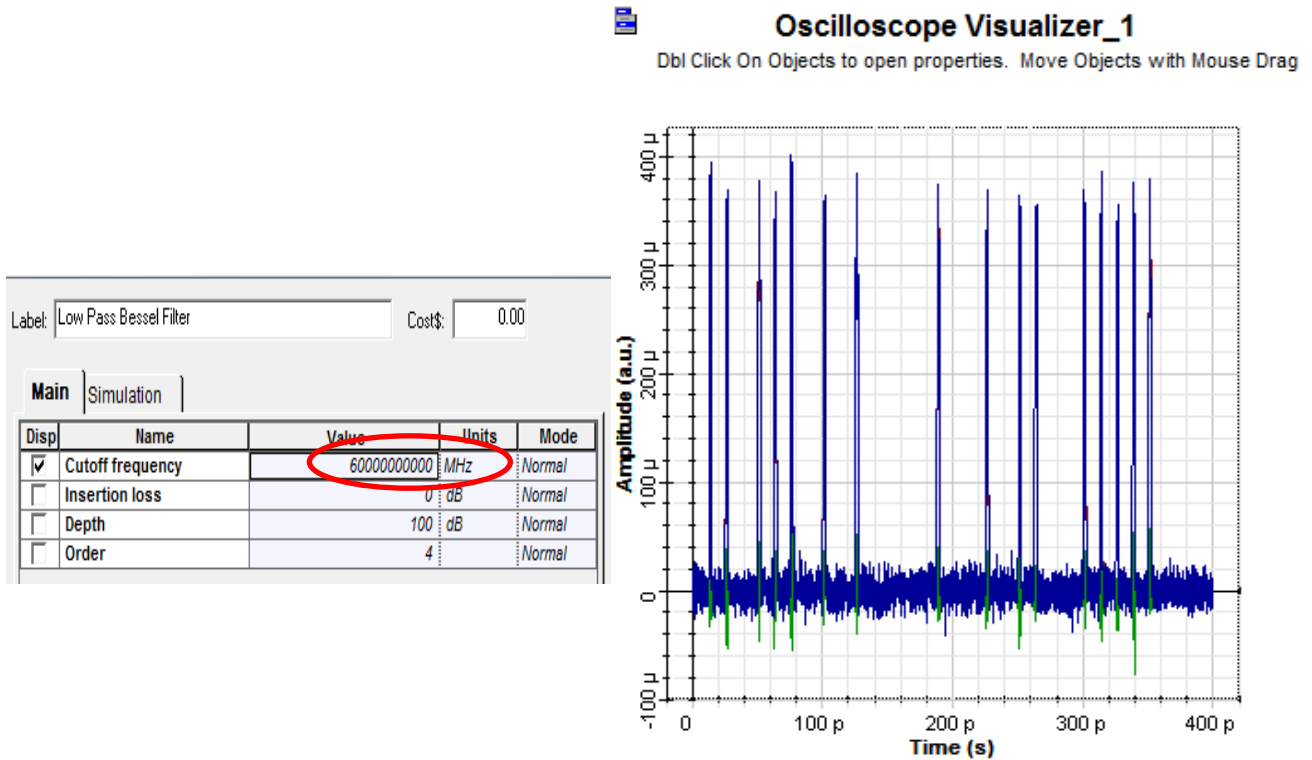 Label: Low Pass Bessel Filter Cost$: 0.00
Main Simulation
Disp Name Value Units Mode
Cutoff frequency 60000000000 MHz Normal
Insertion loss 0 dB Normal
Depth 100 dB Normal
Order 4 Normal
Oscilloscope Visualizer_1
Dbl Click On Objects to open properties. Move Objects with Mouse Drag
Amplitude (a.u.)
400 µ
300 µ
200 µ
100 µ
0
-100 µ
0 100 p 200 p 300 p 400 p
Time (s)